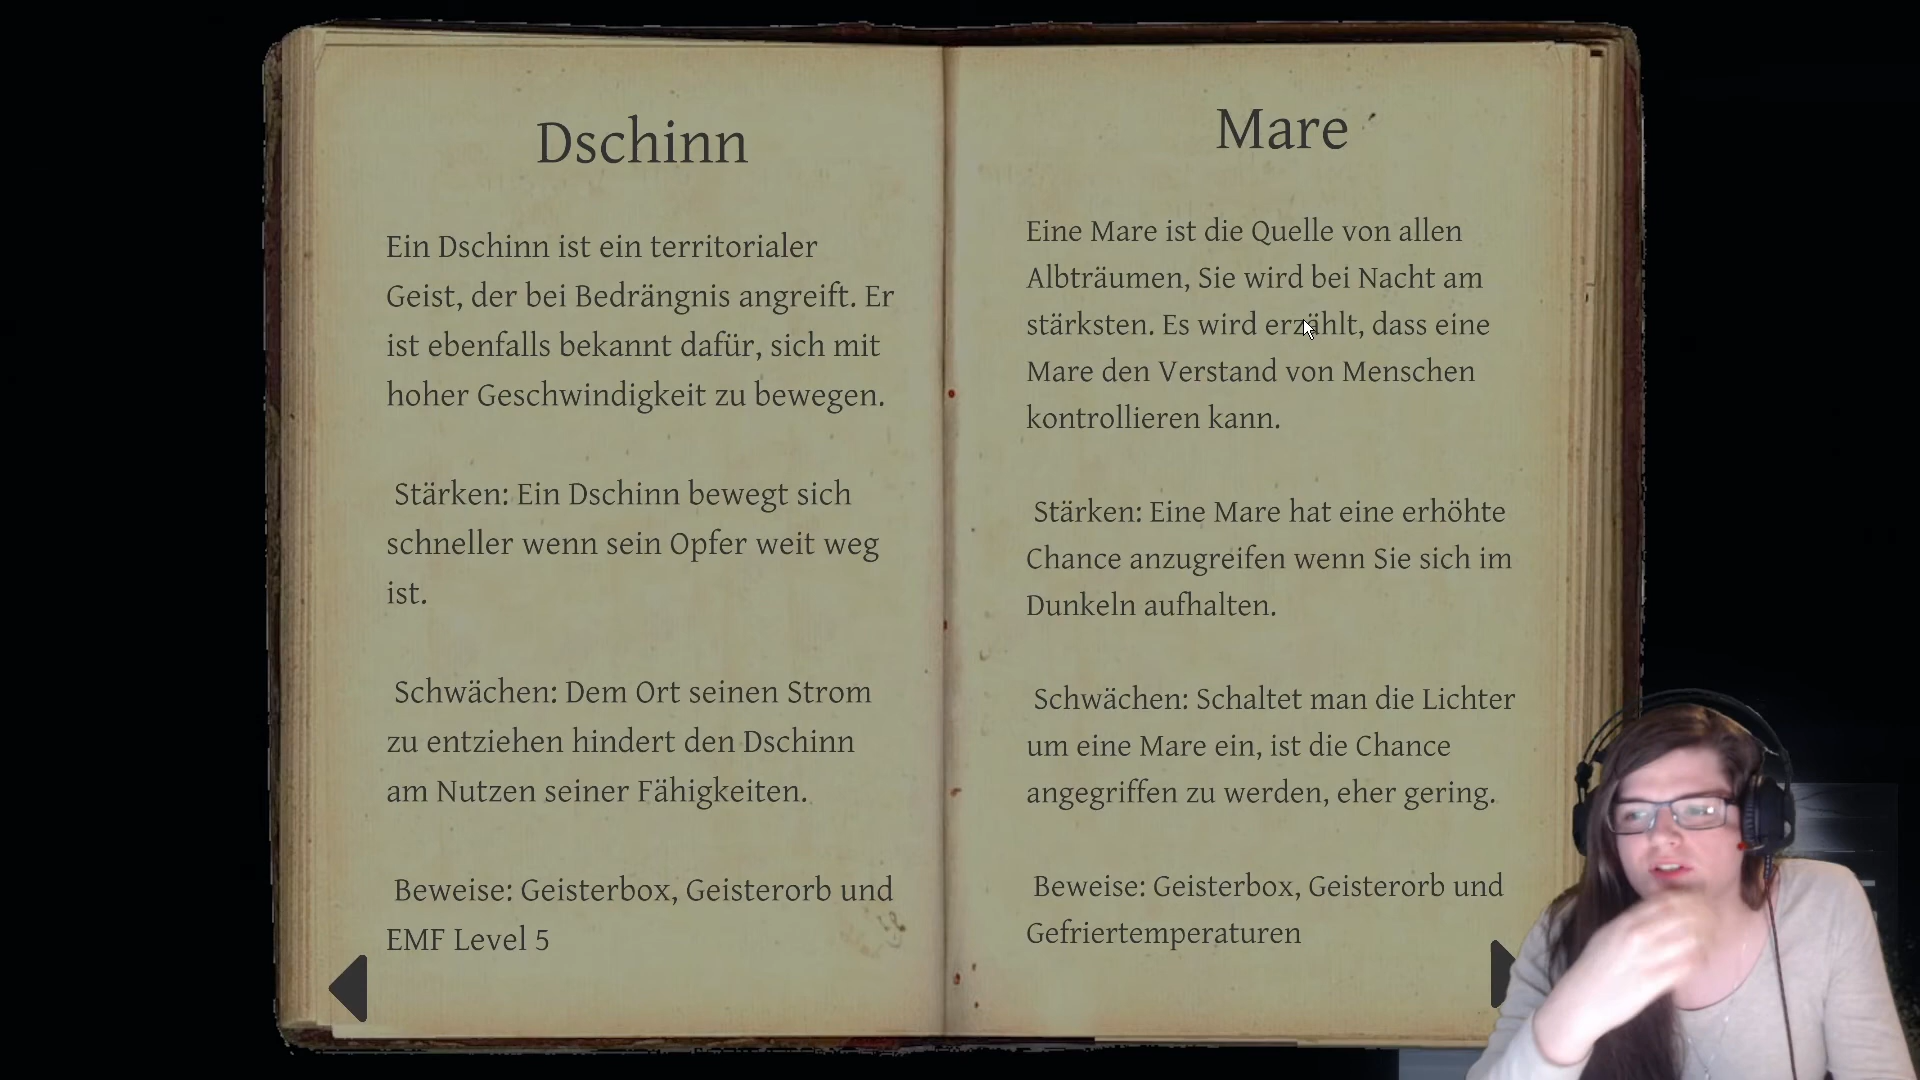 Dschinn
Ein Dschinn ist ein territorialer
Geist, der bei Bedrängnis angreift. Er
ist ebenfalls bekannt dafür, sich mit
hoher Geschwindigkeit zu bewegen.
Stärken: Ein Dschinn bewegt sich
schneller wenn sein Opfer weit weg
ist.
Schwächen: Dem Ort seinen Strom
zu entziehen hindert den Dschinn
am Nutzen seiner Fähigkeiten.
Beweise: Geisterbox, Geisterorb und
EMF Level 5
Mare
Eine Mare ist die Quelle von allen
Albträumen, Sie wird bei Nacht am
stärksten. Es wird erzählt, dass eine
Mare den Verstand von Menschen
kontrollieren kann.
Stärken: Eine Mare hat eine erhöhte
Chance anzugreifen wenn Sie sich im
Dunkeln aufhalten.
Schwächen: Schaltet man die Lichter
um eine Mare ein, ist die Chance
angegriffen zu werden, eher gering.
Beweise: Geisterbox, Geisterorb und
Gefriertemperaturen